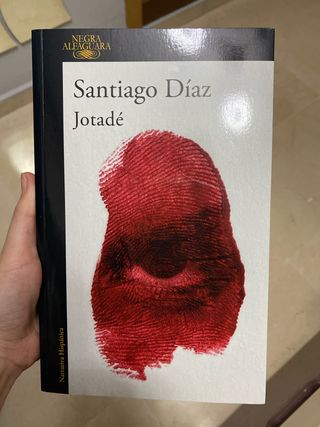 NEGRA
ALFAGUARA
Santiago Díaz
Jotadé
Narrativa Hispánica